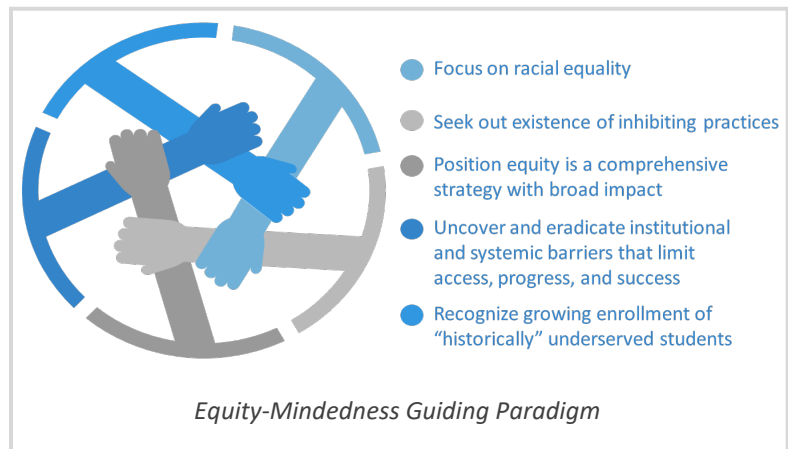 Focus on racial equality
Seek out existence of inhibiting practices
Position equity is a comprehensive
strategy with broad impact
Uncover and eradicate institutional
and systemic barriers that limit
access, progress, and success
Recognize growing enrollment of
“historically” underserved students
Equity-Mindedness Guiding Paradigm